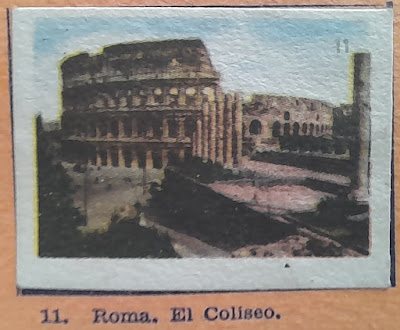 11
11. Roma. El Coliseo.